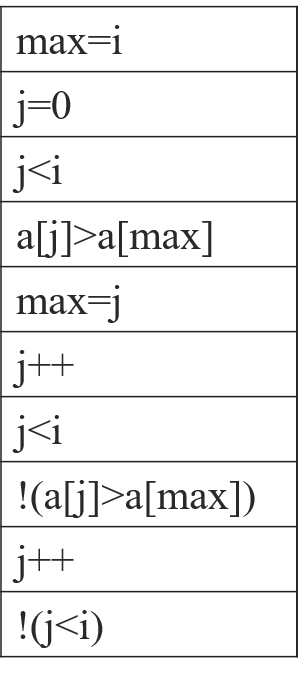 max=i
j=0
j<i
a[j]>a[max]
max=j
j++
j<i
!(a[j]>a[max])
j++
!(j<i)